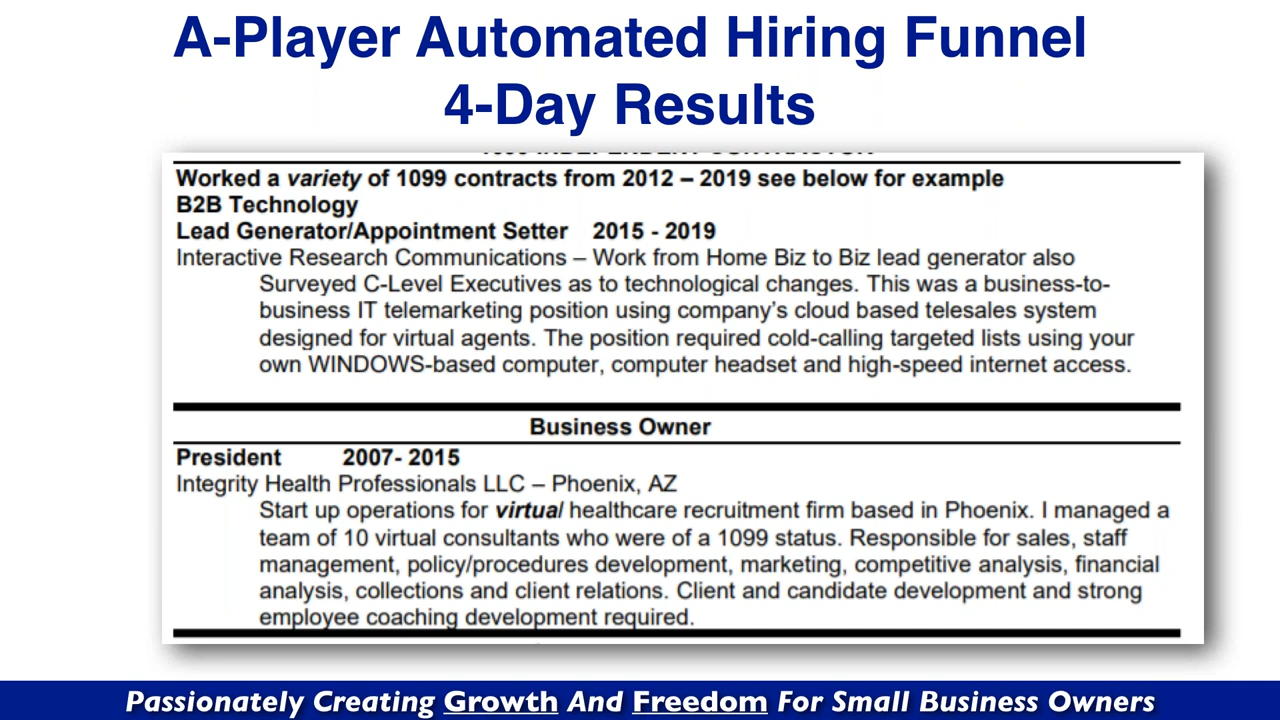 A-Player Automated Hiring Funnel
4-Day Results
Worked a variety of 1099 contracts from 2012 – 2019 see below for example
B2B Technology
Lead Generator/Appointment Setter 2015 - 2019
Interactive Research Communications – Work from Home Biz to Biz lead generator also
Surveyed C-Level Executives as to technological changes. This was a business-to-
business IT telemarketing position using company's cloud based telesales system
designed for virtual agents. The position required cold-calling targeted lists using your
own WINDOWS-based computer, computer headset and high-speed internet access.
Business Owner
President 2007- 2015
Integrity Health Professionals LLC – Phoenix, AZ
Start up operations for virtual healthcare recruitment firm based in Phoenix. I managed a
team of 10 virtual consultants who were of a 1099 status. Responsible for sales, staff
management, policy/procedures development, marketing, competitive analysis, financial
analysis, collections and client relations. Client and candidate development and strong
employee coaching development required.
Passionately Creating Growth And Freedom For Small Business Owners